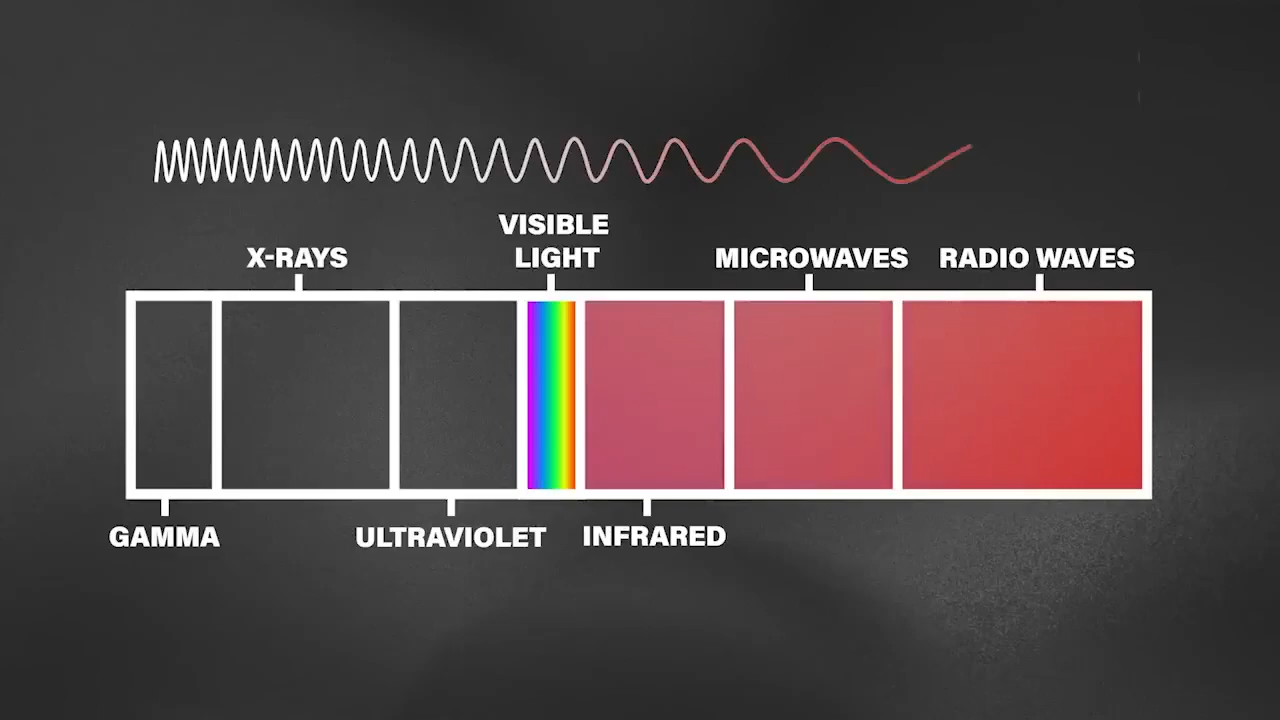 VISIBLE
LIGHT
X-RAYS
MICROWAVES
RADIO WAVES
GAMMA
ULTRAVIOLET
INFRARED